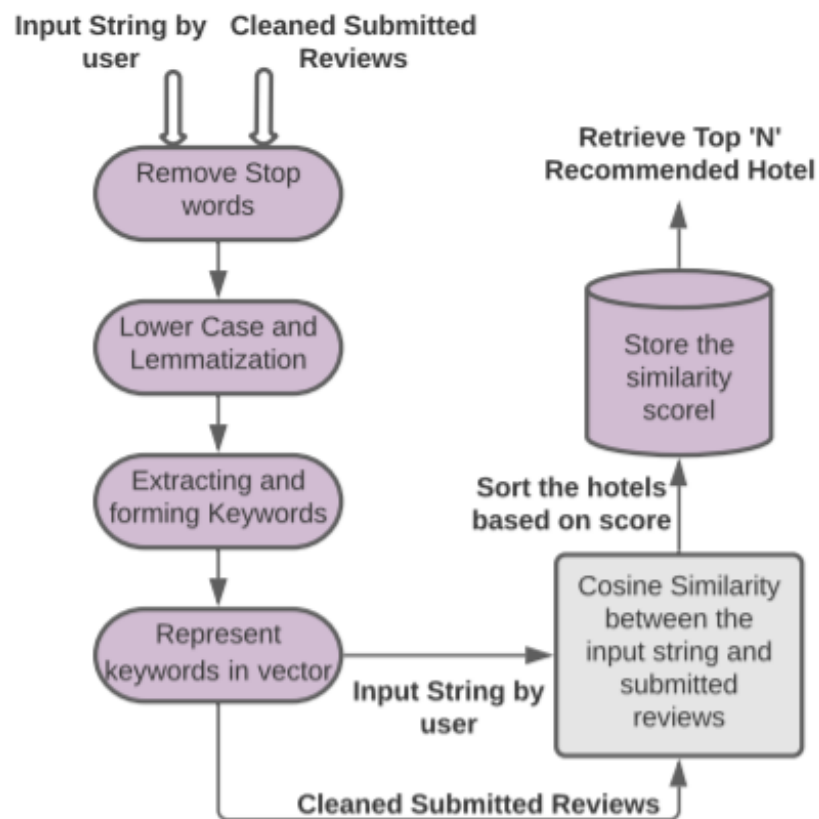 Input String by
user
Cleaned Submitted
Reviews
Remove Stop
words
Lower Case and
Lemmatization
Extracting and
forming Keywords
Represent
keywords in vector
Input String by
user
Cleaned Submitted Reviews
Cosine Similarity
between the
input string and
submitted
reviews
Sort the hotels
based on score
Store the
similarity
scorel
Retrieve Top 'N'
Recommended Hotel